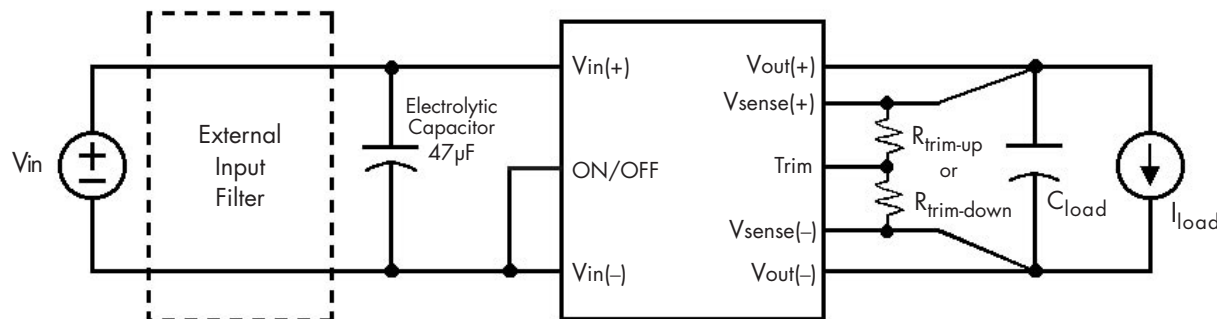 Vin
External
Input
Filter
Electrolytic
Capacitor
47µF
Vin(+)
ON/OFF
Vin(–)
Vout(+)
Vsense(+)
Trim
Vsense(–)
Vout(–)
Rtrim-up
or
Rtrim-down
Cload
Iload